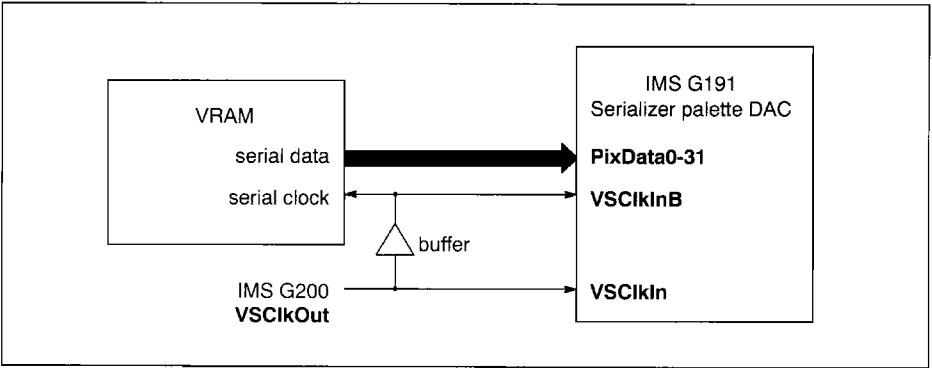 IMS G191
Serializer palette DAC
VRAM
serial data
PixData0-31
serial clock
VSClkInB
buffer
IMS G200
VSClkOut
VSClkIn